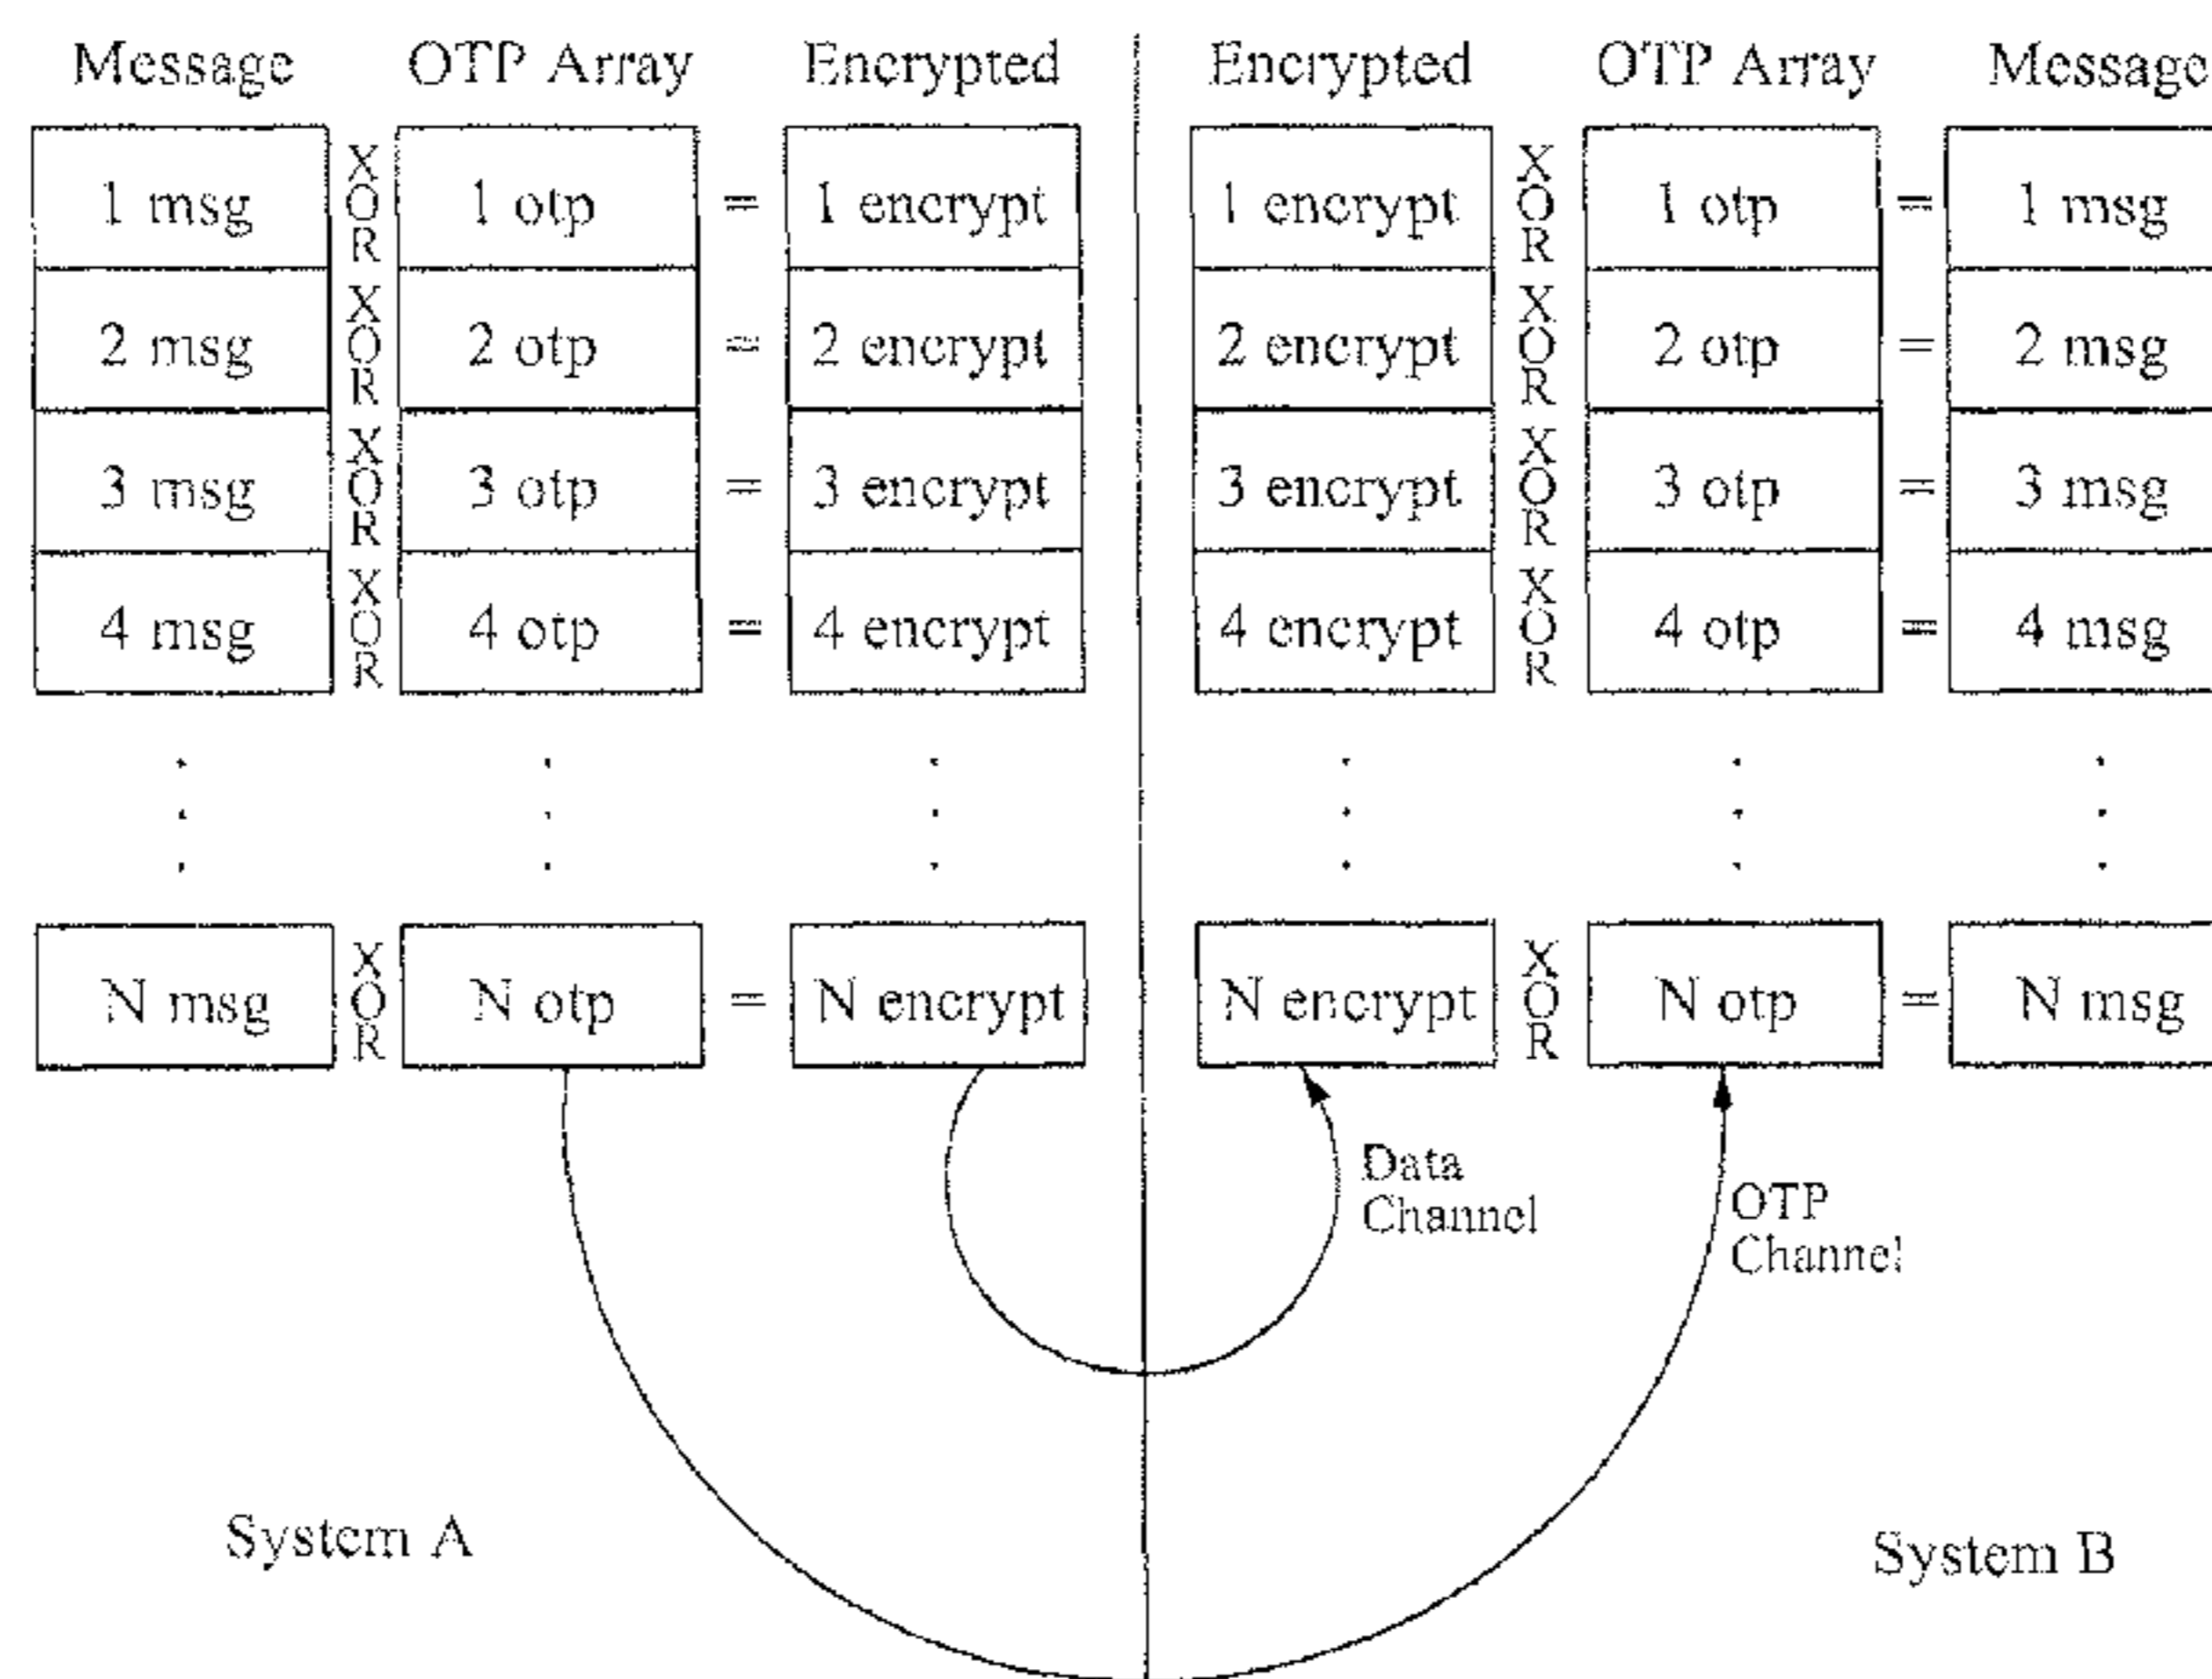 Message OTP Array Encrypted Encrypted OTP Array Message
1 msg XOR 1 otp = 1 encrypt 1 encrypt XOR 1 otp = 1 msg
2 msg XOR 2 otp = 2 encrypt 2 encrypt XOR 2 otp = 2 msg
3 msg XOR 3 otp = 3 encrypt 3 encrypt XOR 3 otp = 3 msg
4 msg XOR 4 otp = 4 encrypt 4 encrypt XOR 4 otp = 4 msg
N msg XOR N otp = N encrypt N encrypt XOR N otp = N msg
Data
Channel
OTP
Channel
System A
System B